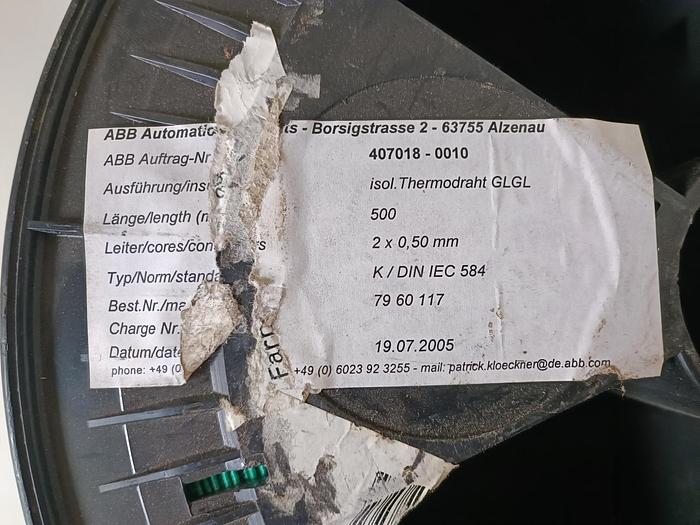 ABB Automatic s - Borsigstrasse 2 - 63755 Alzenau
ABB Auftrag-Nr 407018 - 0010
Ausführung/ins isol.Thermodraht GLGL
Länge/length (m 500
Leiter/cores/con s 2 x 0,50 mm
Typ/Norm/standa K / DIN IEC 584
Best.Nr./ma 79 60 117
Charge Nr.
Datum/date 19.07.2005
phone: +49 (0 +49 (0) 6023 92 3255 - mail: patrick.kloeckner@de.abb.com
Farn